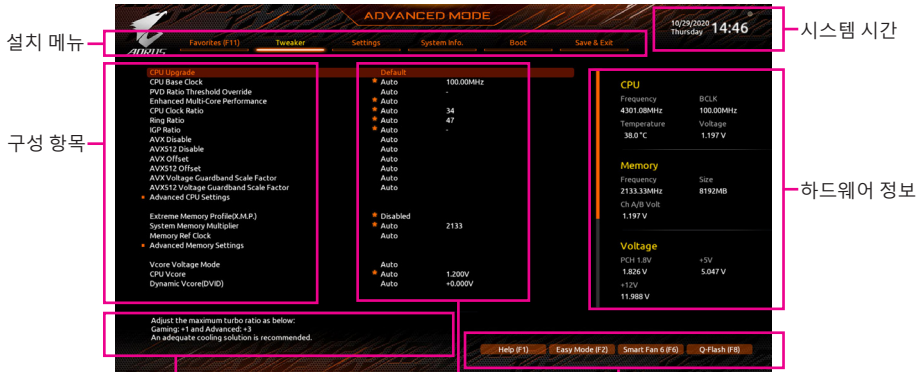 ADVANCED MODE
10/29/2020
Thursday 14:46
시스템 시간
설치 메뉴
AORUS
Favorites (F11) Tweaker Settings System Info. Boot Save & Exit
CPU Upgrade Default
CPU Base Clock Auto 100.00MHz
PVD Ratio Threshold Override Auto -
Enhanced Multi-Core Performance Auto
CPU Clock Ratio Auto 34
Ring Ratio Auto 47
IGP Ratio Auto -
AVX Disable Auto
AVX512 Disable Auto
AVX Offset Auto
AVX512 Offset Auto
AVX Voltage Guardband Scale Factor Auto
AVX512 Voltage Guardband Scale Factor Auto
Advanced CPU Settings
Extreme Memory Profile(X.M.P.) Disabled
System Memory Multiplier Auto 2133
Memory Ref Clock Auto
Advanced Memory Settings
Vcore Voltage Mode Auto
CPU Vcore Auto 1.200V
Dynamic Vcore(DVID) Auto +0.000V
구성 항목
CPU
Frequency BCLK
4301.08MHz 100.00MHz
Temperature Voltage
38.0°C 1.197 V
Memory
Frequency Size
2133.33MHz 8192MB
Ch A/B Volt
1.197 V
Voltage
PCH 1.8V +5V
1.826 V 5.047 V
+12V
11.988 V
하드웨어 정보
Adjust the maximum turbo ratio as below:
Gaming: +1 and Advanced: +3
An adequate cooling solution is recommended.
Help (F1) Easy Mode (F2) Smart Fan 6 (F6) Q-Flash (F8)